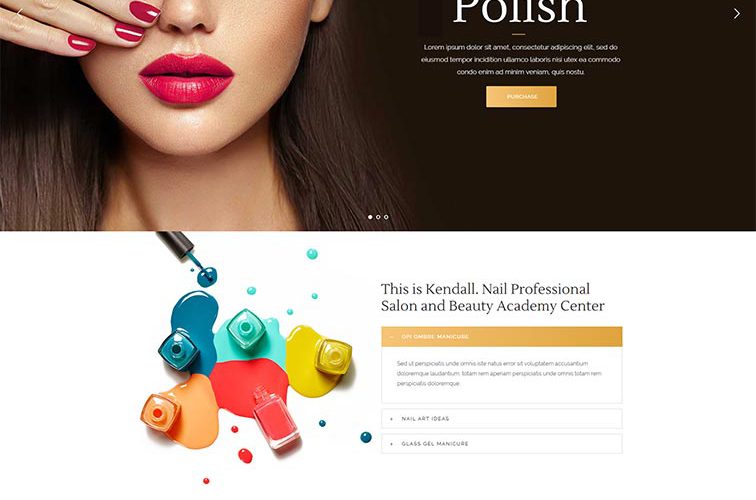 Polish
Lorem ipsum dolor sit amet, consectetur adipiscing elit, sed do
eiusmod tempor incididunt ullamco laboris nisi utex ea commodo
condo enim ad minim veniam, quis nostu.
PURCHASE
This is Kendall. Nail Professional
Salon and Beauty Academy Center
OPI OMBRE MANICURE
Sed ut perspiciatis unde omnis iste natus error sit voluptatem accusantium
doloremque laudantium; totam rem aperiam perspiciatis unde omnis totam rem
perspiciatis doloremque.
NAIL ART IDEAS
GLASS GEL MANICURE